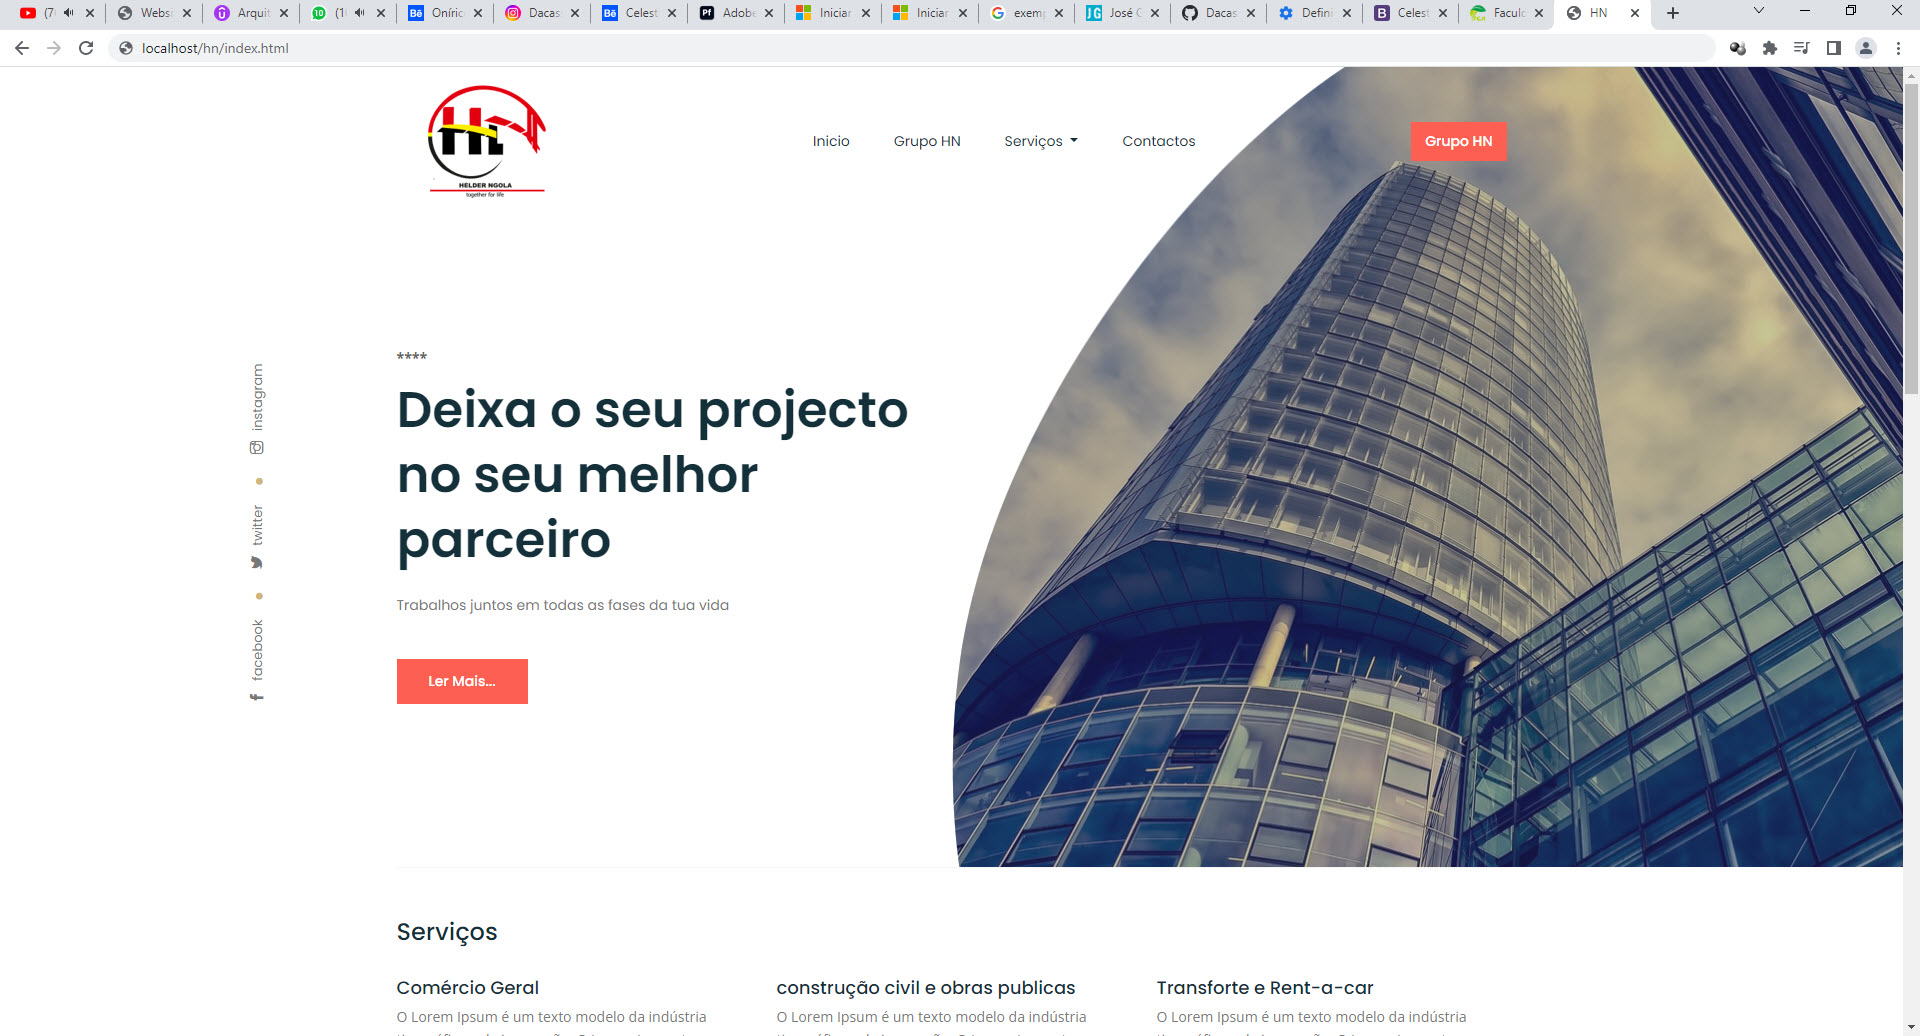 (7
Webs
Arquit
(1
Oníric
Dacas
Celest
Adobe
Iniciar
Iniciar
exemp
José C
Dacas
Defini
Celest
Faculd
HN
localhost/hn/index.html
HELDER NGOLA
together for life
Inicio
Grupo HN
Serviços
Contactos
Grupo HN
instagram
twitter
facebook
****
Deixa o seu projecto
no seu melhor
parceiro
Trabalhos juntos em todas as fases da tua vida
Ler Mais...
Serviços
Comércio Geral
O Lorem Ipsum é um texto modelo da indústria
construção civil e obras publicas
O Lorem Ipsum é um texto modelo da indústria
Transforte e Rent-a-car
O Lorem Ipsum é um texto modelo da indústria